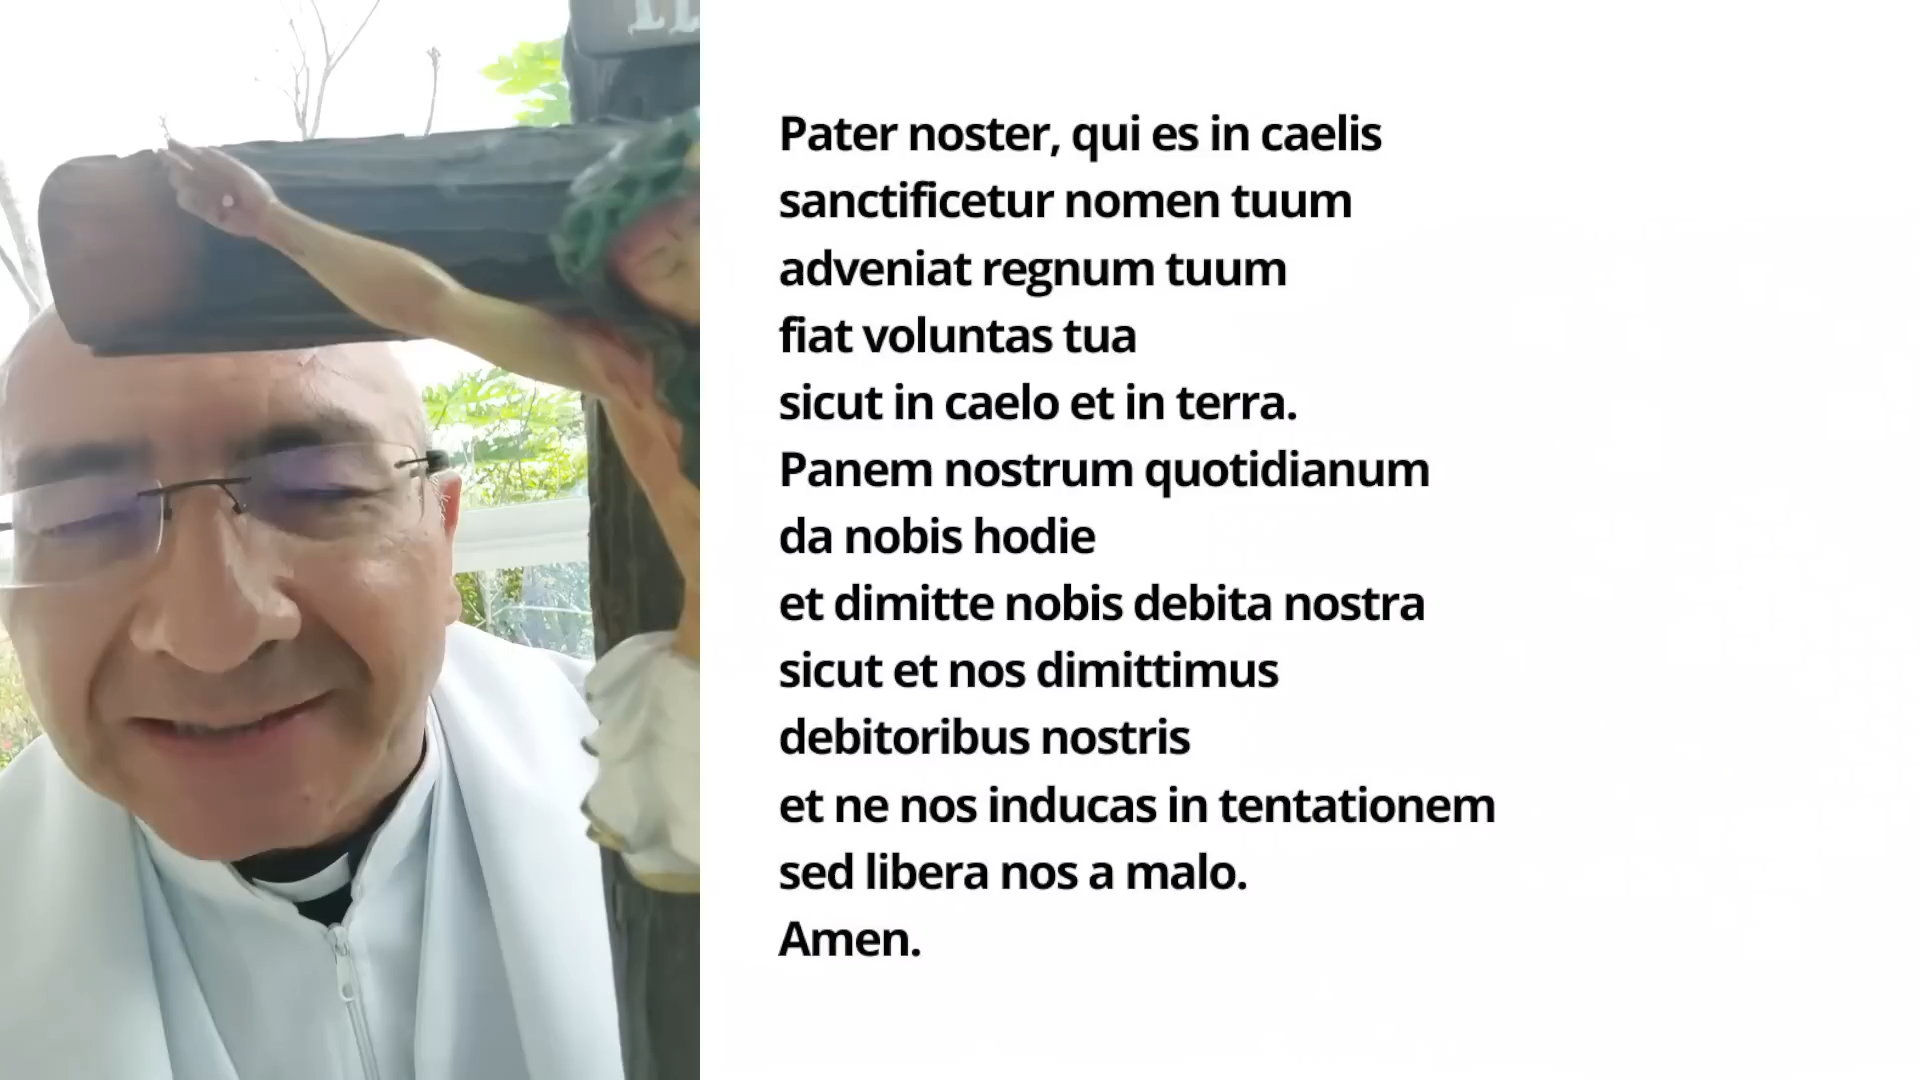 Pater noster, qui es in caelis
sanctificetur nomen tuum
adveniat regnum tuum
fiat voluntas tua
sicut in caelo et in terra.
Panem nostrum quotidianum
da nobis hodie
et dimitte nobis debita nostra
sicut et nos dimittimus
debitoribus nostris
et ne nos inducas in tentationem
sed libera nos a malo.
Amen.